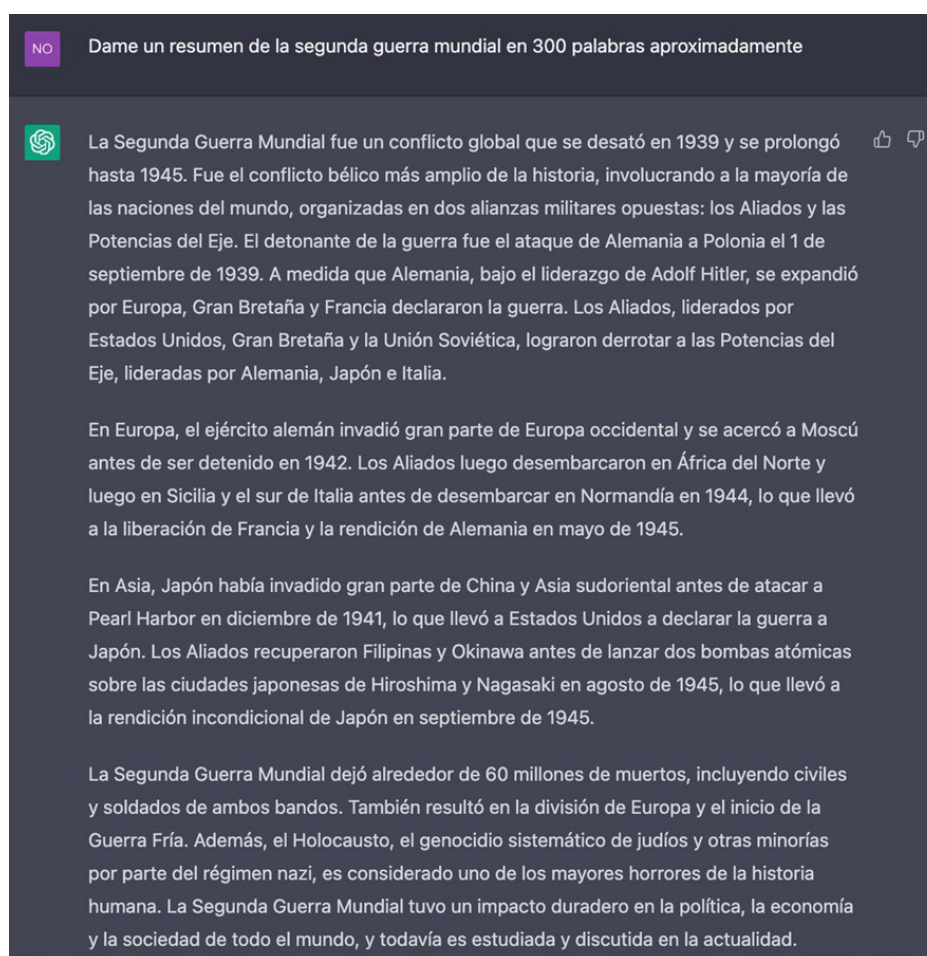 NO
Dame un resumen de la segunda guerra mundial en 300 palabras aproximadamente
La Segunda Guerra Mundial fue un conflicto global que se desató en 1939 y se prolongó
hasta 1945. Fue el conflicto bélico más amplio de la historia, involucrando a la mayoría de
las naciones del mundo, organizadas en dos alianzas militares opuestas: los Aliados y las
Potencias del Eje. El detonante de la guerra fue el ataque de Alemania a Polonia el 1 de
septiembre de 1939. A medida que Alemania, bajo el liderazgo de Adolf Hitler, se expandió
por Europa, Gran Bretaña y Francia declararon la guerra. Los Aliados, liderados por
Estados Unidos, Gran Bretaña y la Unión Soviética, lograron derrotar a las Potencias del
Eje, lideradas por Alemania, Japón e Italia.
En Europa, el ejército alemán invadió gran parte de Europa occidental y se acercó a Moscú
antes de ser detenido en 1942. Los Aliados luego desembarcaron en África del Norte y
luego en Sicilia y el sur de Italia antes de desembarcar en Normandía en 1944, lo que llevó
a la liberación de Francia y la rendición de Alemania en mayo de 1945.
En Asia, Japón había invadido gran parte de China y Asia sudoriental antes de atacar a
Pearl Harbor en diciembre de 1941, lo que llevó a Estados Unidos a declarar la guerra a
Japón. Los Aliados recuperaron Filipinas y Okinawa antes de lanzar dos bombas atómicas
sobre las ciudades japonesas de Hiroshima y Nagasaki en agosto de 1945, lo que llevó a
la rendición incondicional de Japón en septiembre de 1945.
La Segunda Guerra Mundial dejó alrededor de 60 millones de muertos, incluyendo civiles
y soldados de ambos bandos. También resultó en la división de Europa y el inicio de la
Guerra Fría. Además, el Holocausto, el genocidio sistemático de judíos y otras minorías
por parte del régimen nazi, es considerado uno de los mayores horrores de la historia
humana. La Segunda Guerra Mundial tuvo un impacto duradero en la política, la economía
y la sociedad de todo el mundo, y todavía es estudiada y discutida en la actualidad.